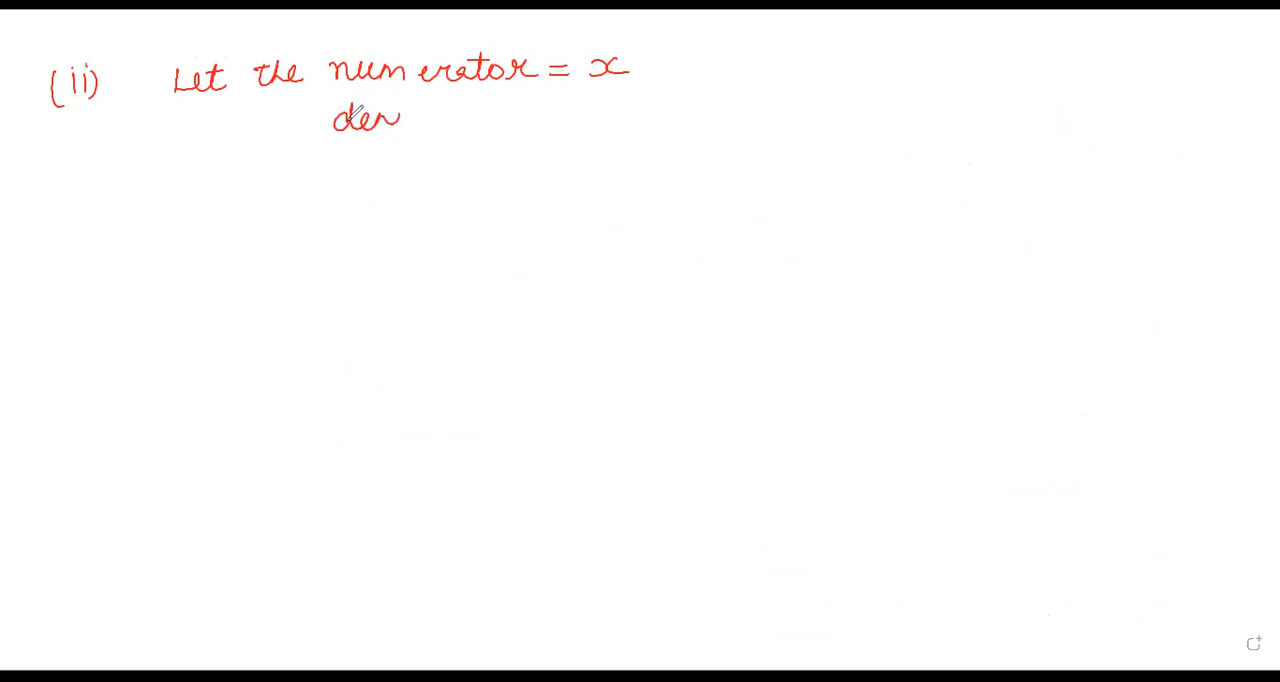 (ii) Let the numerator = x
den